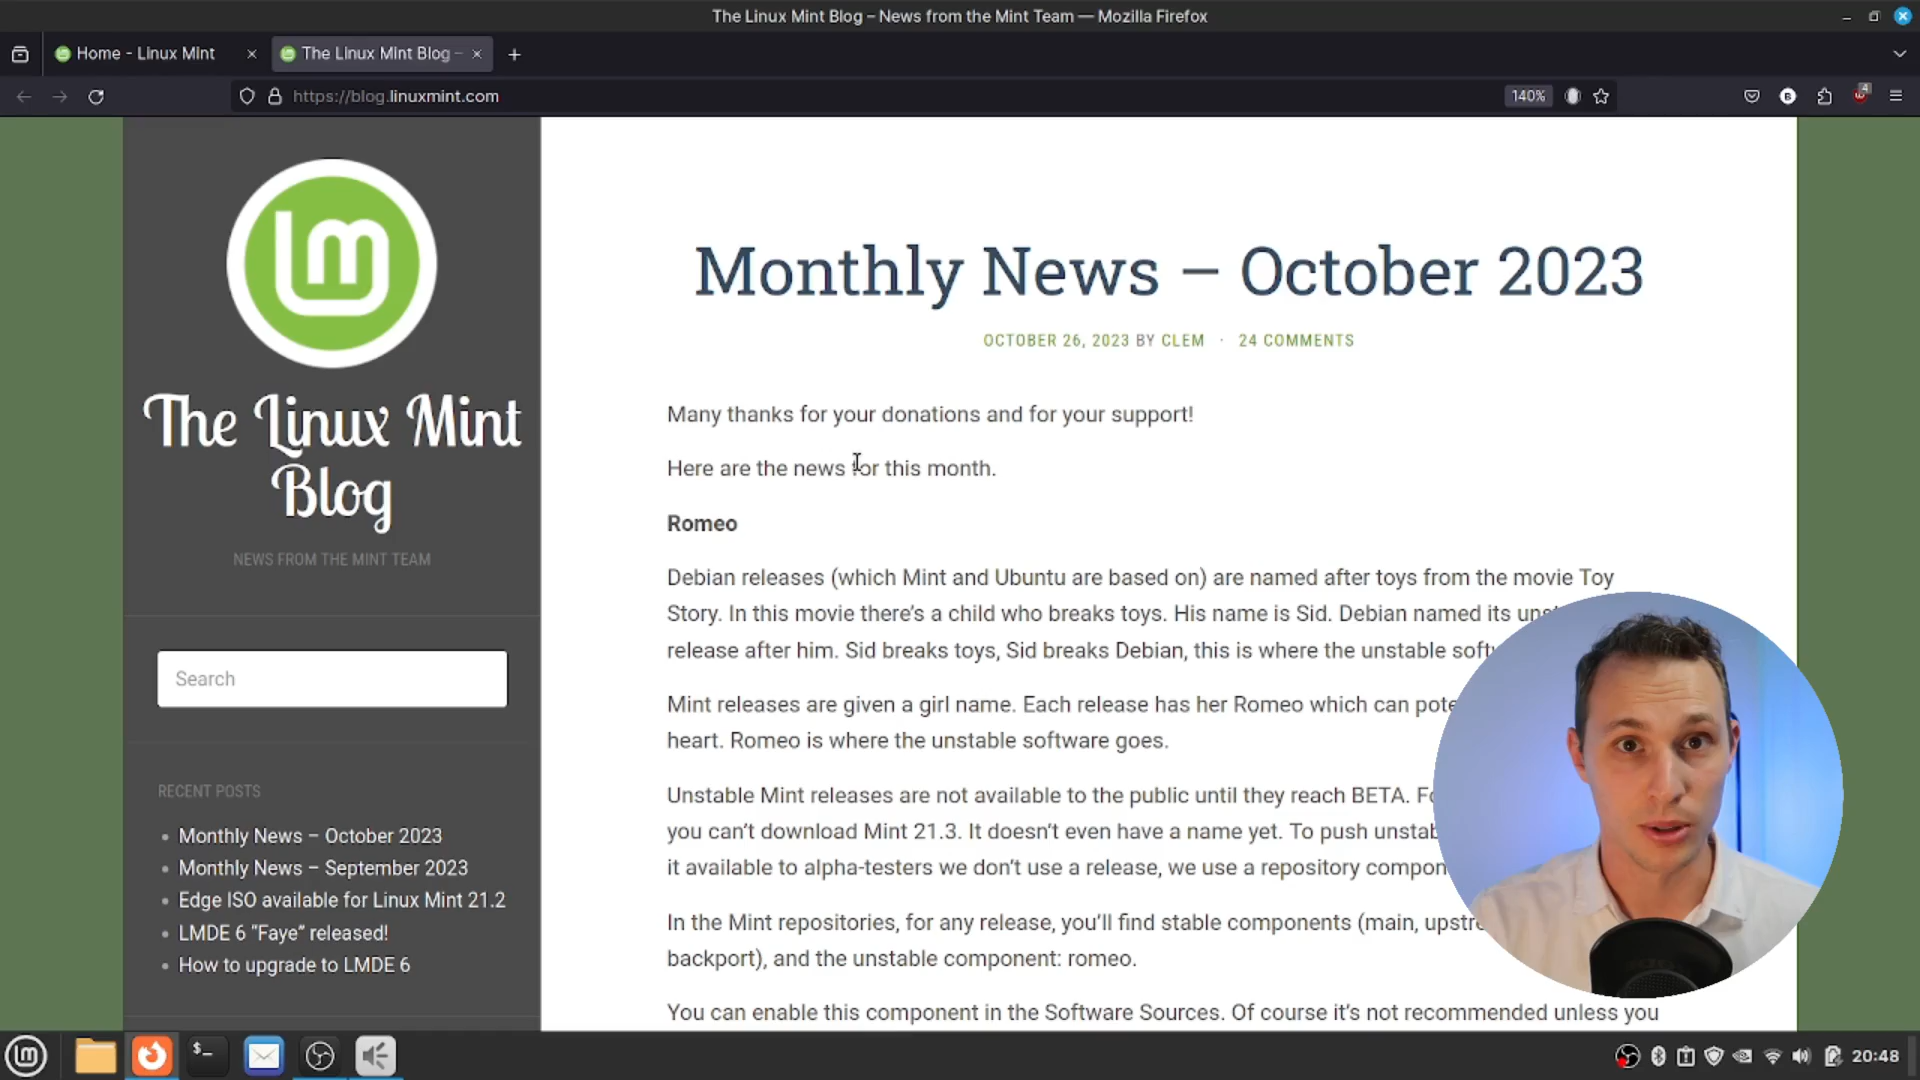 The Linux Mint Blog – News from the Mint Team — Mozilla Firefox
Home - Linux Mint
The Linux Mint Blog –
https://blog.linuxmint.com
140%
4
The Linux Mint
Blog
NEWS FROM THE MINT TEAM
Search
RECENT POSTS
Monthly News – October 2023
Monthly News – September 2023
Edge ISO available for Linux Mint 21.2
LMDE 6 “Faye” released!
How to upgrade to LMDE 6
Monthly News – October 2023
OCTOBER 26, 2023 BY CLEM · 24 COMMENTS
Many thanks for your donations and for your support!
Here are the news for this month.
Romeo
Debian releases (which Mint and Ubuntu are based on) are named after toys from the movie Toy
Story. In this movie there’s a child who breaks toys. His name is Sid. Debian named its
release after him. Sid breaks toys, Sid breaks Debian, this is where the unstable
Mint releases are given a girl name. Each release has her Romeo which can
heart. Romeo is where the unstable software goes.
Unstable Mint releases are not available to the public until they reach BETA.
you can’t download Mint 21.3. It doesn’t even have a name yet. To push
it available to alpha-testers we don’t use a release, we use a repository
In the Mint repositories, for any release, you’ll find stable components (main,
backport), and the unstable component: romeo.
You can enable this component in the Software Sources. Of course it’s not recommended unless you
20:48